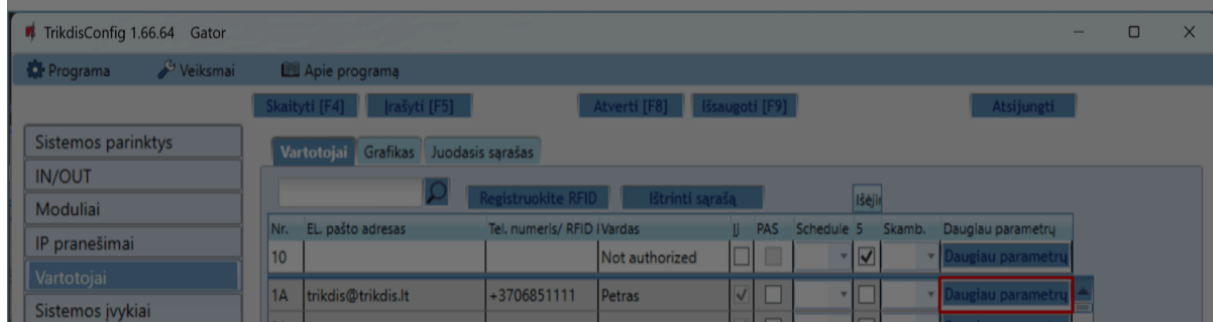 TrikdisConfig 1.66.64 Gator
Programa Veiksmai Apie programą
Skaityti [F4] Įrašyti [F5] Atverti [F8] Išsaugoti [F9] Atsijungti
Sistemos parinktys
IN/OUT
Moduliai
IP pranešimai
Vartotojai
Sistemos įvykiai
Vartotojai Grafikas Juodasis sąrašas
Registruokite RFID Ištrinti sąrašą Išėjir
Nr. EL. pašto adresas Tel. numeris/ RFID Vardas Įj PAS Schedule 5 Skamb. Daugiau parametrų
10 Not authorized Daugiau parametrų
1A trikdis@trikdis.lt +3706851111 Petras Daugiau parametrų